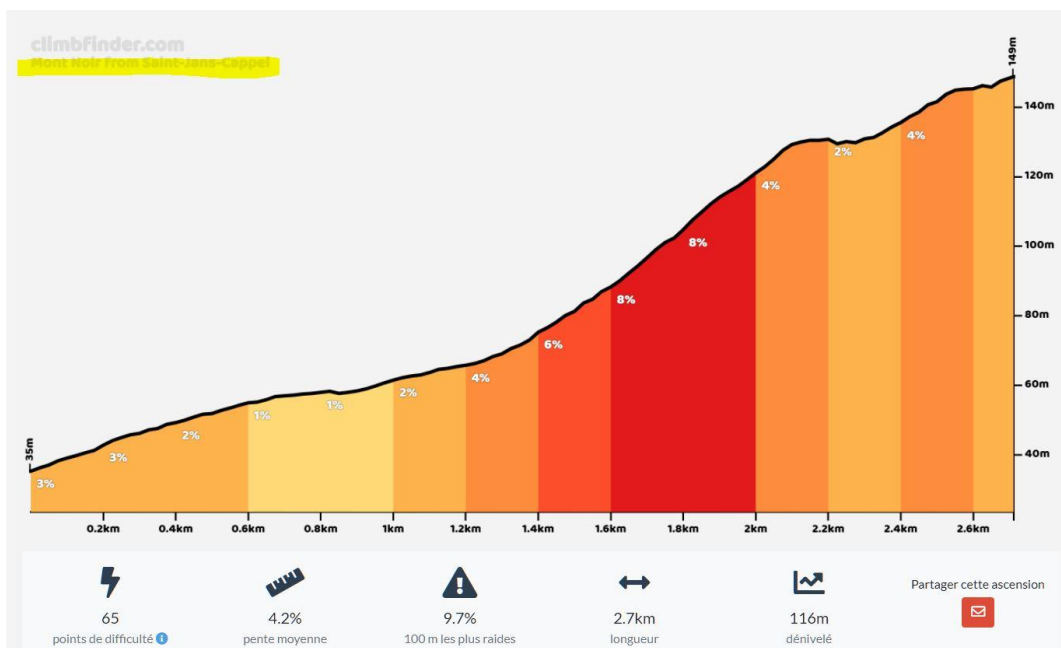 climbfinder.com
Mont Noir from Saint-Jans-Cappel
149m
140m
120m
100m
80m
60m
40m
35m
3%
3%
2%
1%
1%
2%
4%
6%
8%
8%
4%
2%
4%
0.2km
0.4km
0.6km
0.8km
1km
1.2km
1.4km
1.6km
1.8km
2km
2.2km
2.4km
2.6km
65
points de difficulté i
4.2%
pente moyenne
9.7%
100 m les plus raides
2.7km
longueur
116m
dénivelé
Partager cette ascension